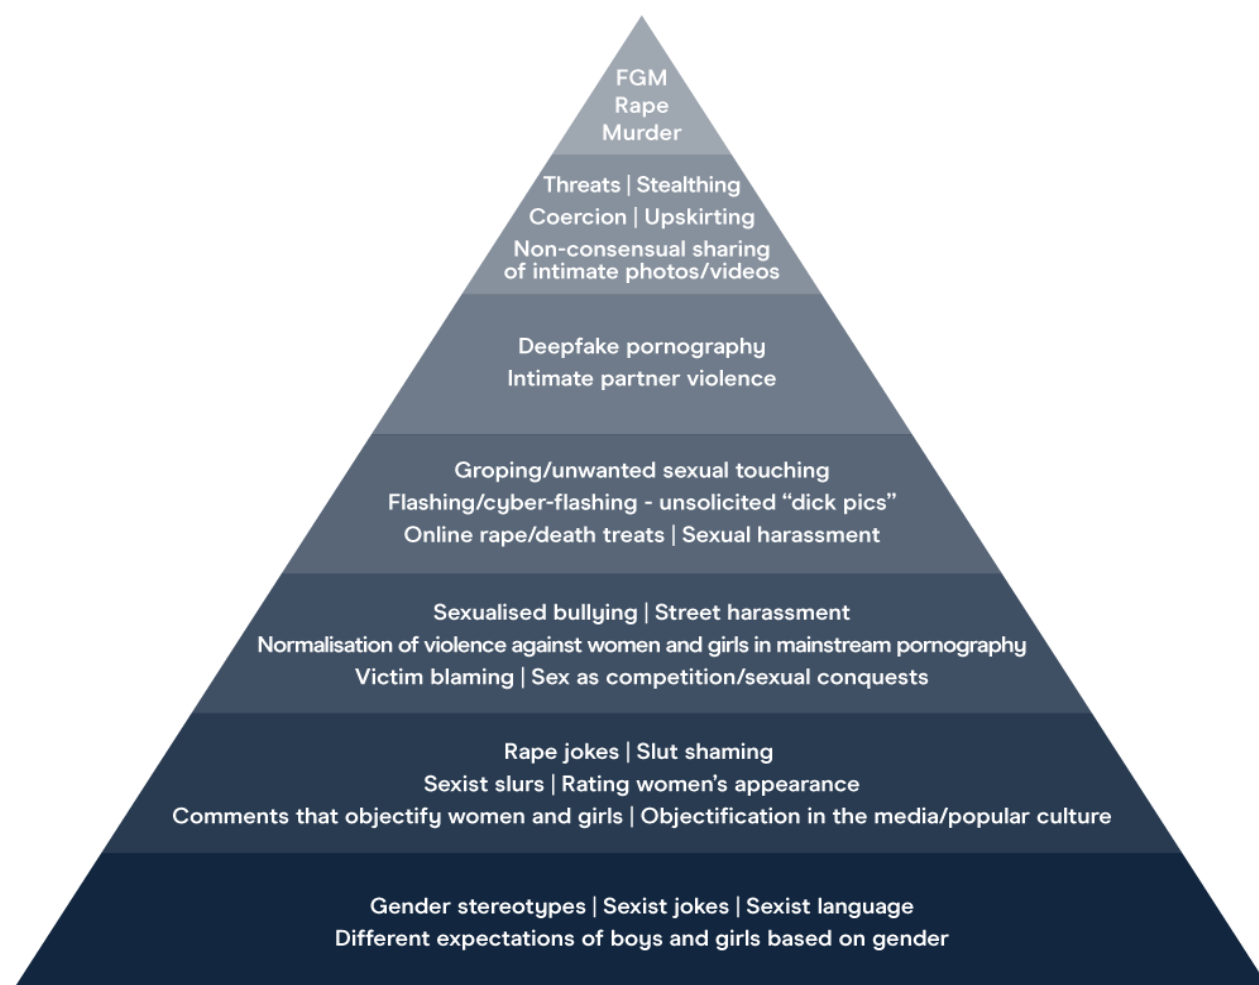 FGM
Rape
Murder
Threats | Stealthing
Coercion | Upskirting
Non-consensual sharing
of intimate photos/videos
Deepfake pornography
Intimate partner violence
Groping/unwanted sexual touching
Flashing/cyber-flashing - unsolicited “dick pics”
Online rape/death treats | Sexual harassment
Sexualised bullying | Street harassment
Normalisation of violence against women and girls in mainstream pornography
Victim blaming | Sex as competition/sexual conquests
Rape jokes | Slut shaming
Sexist slurs | Rating women’s appearance
Comments that objectify women and girls | Objectification in the media/popular culture
Gender stereotypes | Sexist jokes | Sexist language
Different expectations of boys and girls based on gender